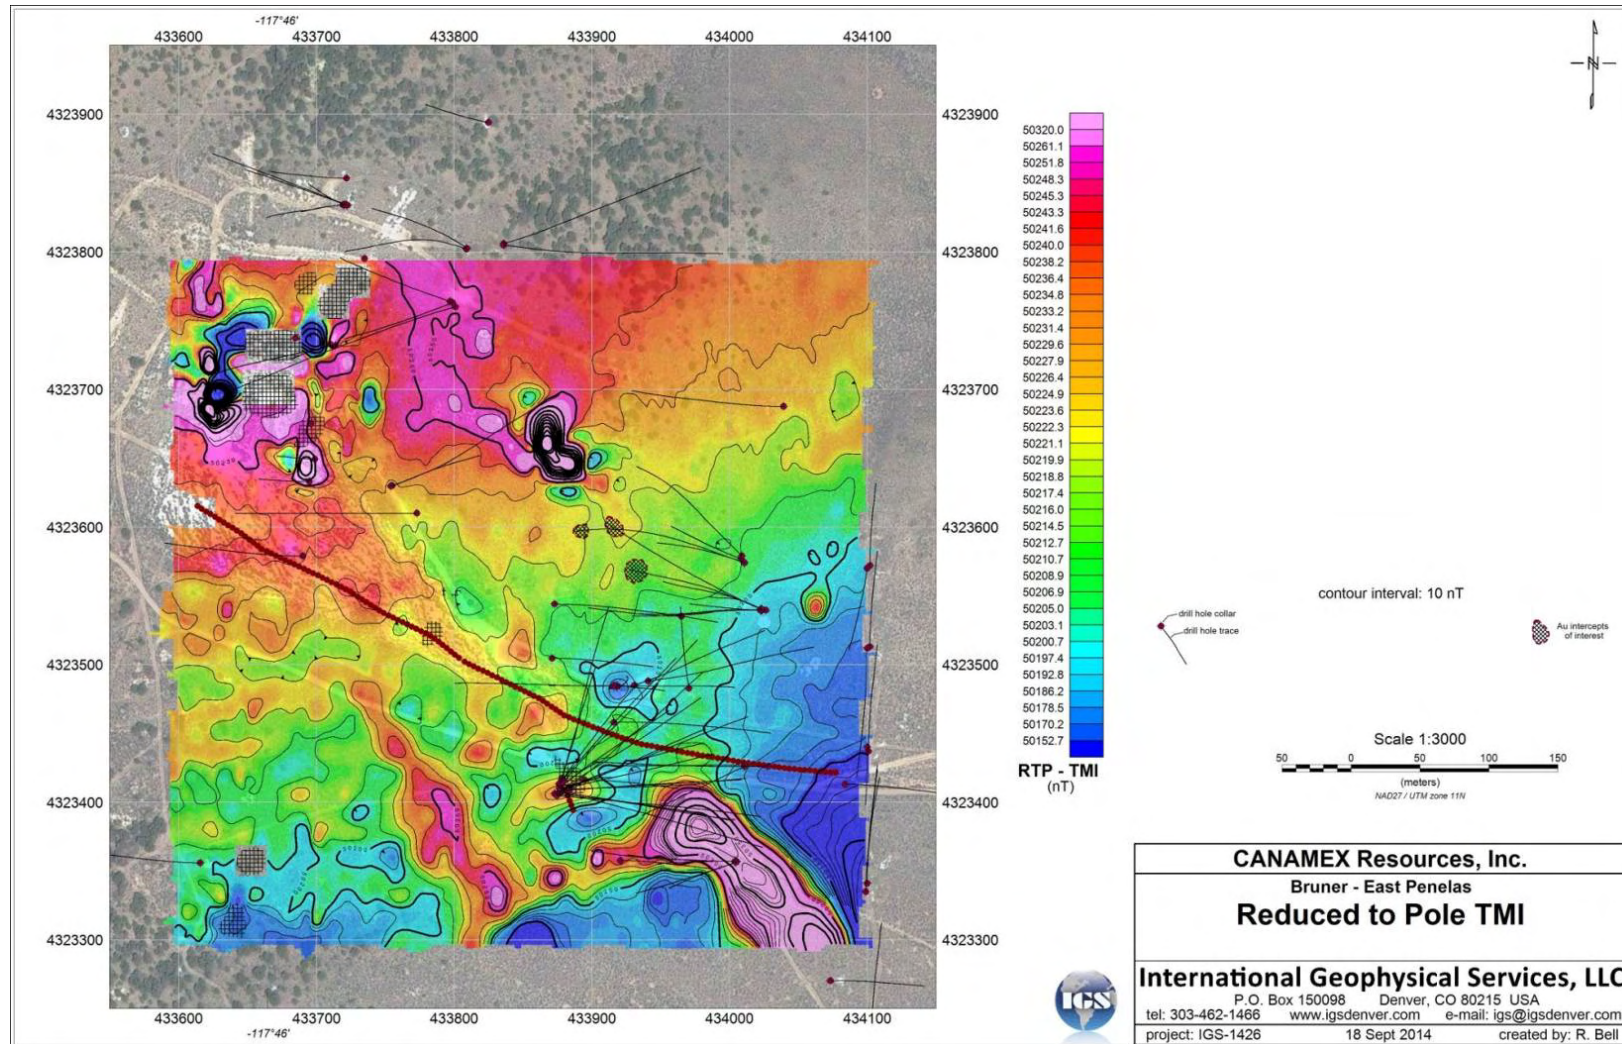 -117°46'
433600 433700 433800 433900 434000 434100
4323900 4323900
4323800 4323800
4323700 4323700
4323600 4323600
4323500 4323500
4323400 4323400
4323300 4323300
433600 433700 433800 433900 434000 434100
-117°46'
N
50320.0
50261.1
50251.8
50248.3
50245.3
50243.3
50241.6
50240.0
50238.2
50236.4
50234.8
50233.2
50231.4
50229.6
50227.9
50226.4
50224.9
50223.6
50222.3
50221.1
50219.9
50218.8
50217.4
50216.0
50214.5
50212.7
50210.7
50208.9
50206.9
50205.0
50203.1
50200.7
50197.4
50192.8
50186.2
50178.5
50170.2
50152.7
RTP - TMI
(nT)
contour interval: 10 nT
drill hole collar
drill hole trace
Au intercepts
of interest
Scale 1:3000
50 0 50 100 150
(meters)
NAD27 / UTM zone 11N
CANAMEX Resources, Inc.
Bruner - East Penelas
Reduced to Pole TMI
IGS
International Geophysical Services, LLC
P.O. Box 150098 Denver, CO 80215 USA
tel: 303-462-1466 www.igsdenver.com e-mail: igs@igsdenver.com
project: IGS-1426 18 Sept 2014 created by: R. Bell